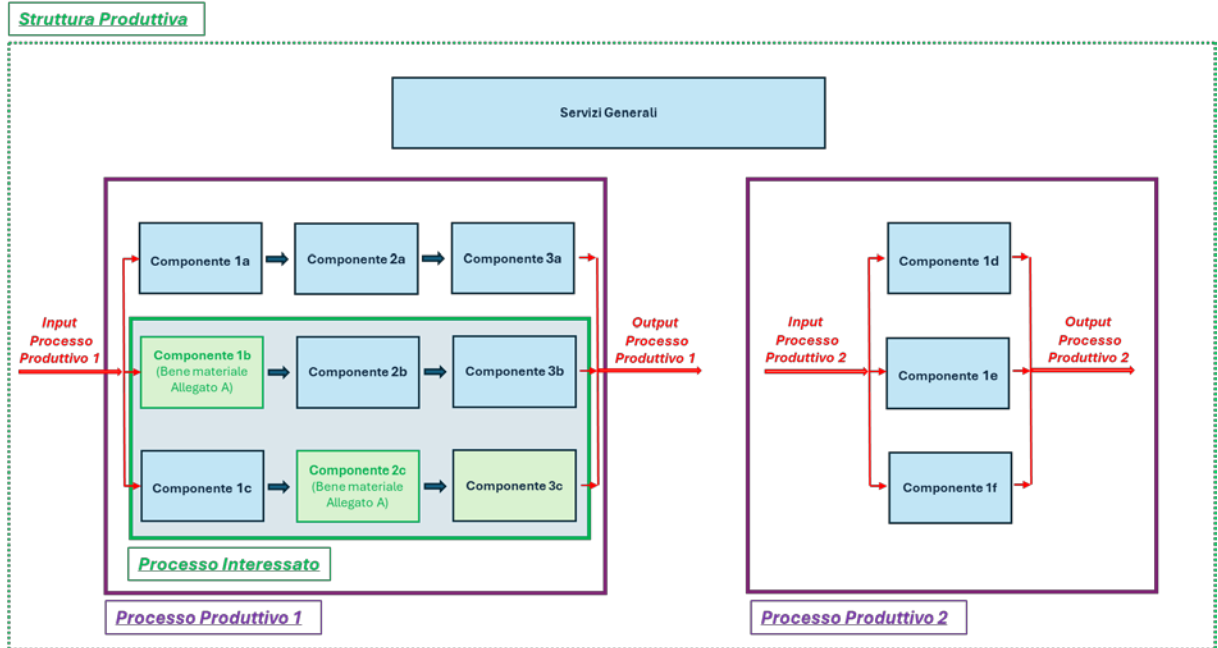 Struttura Produttiva
Servizi Generali
Componente 1a
Componente 2a
Componente 3a
Input
Processo
Produttivo 1
Componente 1b
(Bene materiale
Allegato A)
Componente 2b
Componente 3b
Componente 1c
Componente 2c
(Bene materiale
Allegato A)
Componente 3c
Output
Processo
Produttivo 1
Processo Interessato
Processo Produttivo 1
Input
Processo
Produttivo 2
Componente 1d
Componente 1e
Componente 1f
Output
Processo
Produttivo 2
Processo Produttivo 2